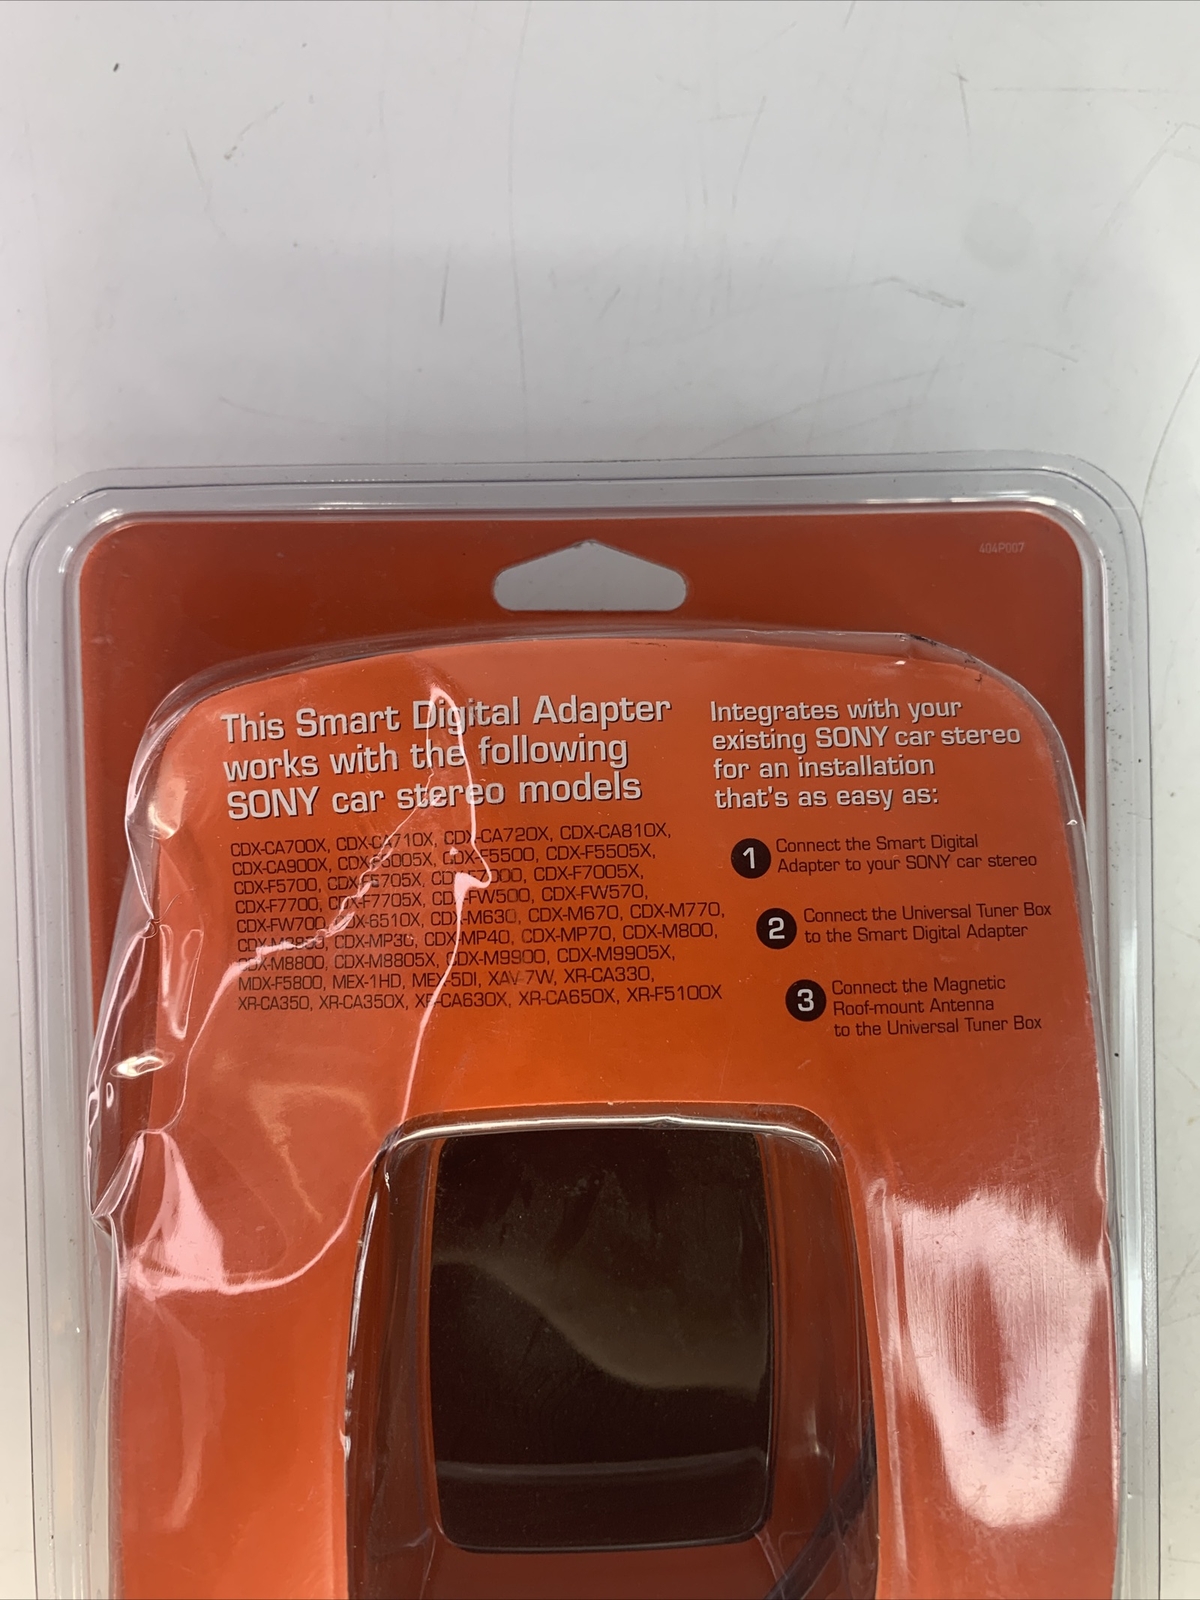 404P007
This Smart Digital Adapter
works with the following
SONY car stereo models
CDX-CA700X, CDX-CA710X, CDX-CA720X, CDX-CA810X,
CDX-CA900X, CDX-F5005X, CDX-F5500, CDX-F5505X,
CDX-F5700, CDX-F5705X, CDX-F7000, CDX-F7005X,
CDX-F7700, CDX-F7705X, CDX-FW500, CDX-FW570,
CDX-FW700, CDX-6510X, CDX-M630, CDX-M670, CDX-M770,
CDX-MP30, CDX-MP40, CDX-MP70, CDX-M800,
CDX-M8800, CDX-M8805X, CDX-M9900, CDX-M9905X,
MDX-F5800, MEX-1HD, MEX-5DI, XAV-7W, XR-CA330,
XR-CA350, XR-CA350X, XR-CA630X, XR-CA650X, XR-F5100X
Integrates with your
existing SONY car stereo
for an installation
that's as easy as:
1 Connect the Smart Digital
Adapter to your SONY car stereo
2 Connect the Universal Tuner Box
to the Smart Digital Adapter
3 Connect the Magnetic
Roof-mount Antenna
to the Universal Tuner Box